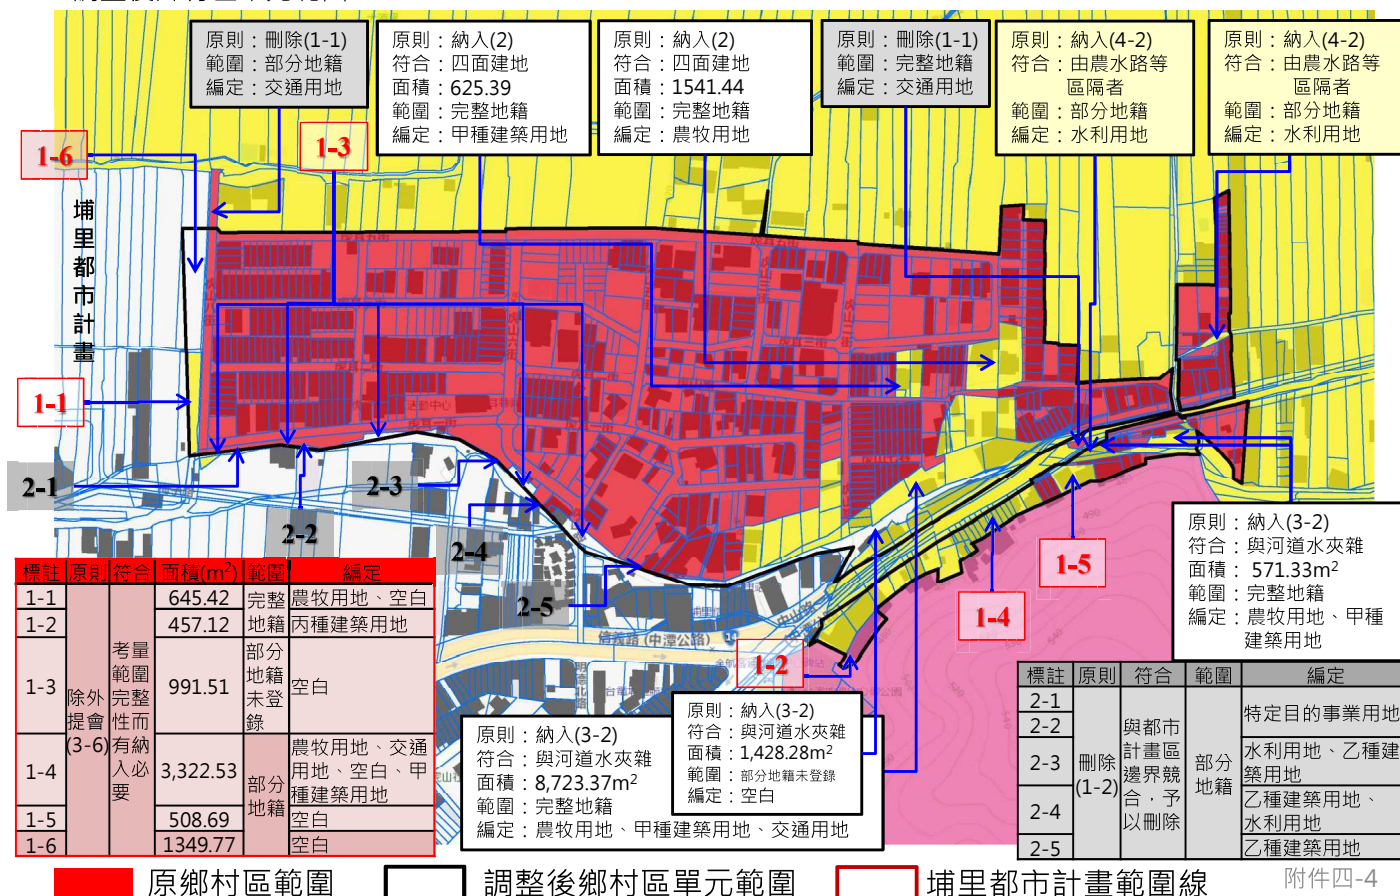 原則：刪除(1-1)
範圍：部分地籍
編定：交通用地
原則：納入(2)
符合：四面建地
面積：625.39
範圍：完整地籍
編定：甲種建築用地
原則：納入(2)
符合：四面建地
面積：1541.44
範圍：完整地籍
編定：農牧用地
原則：刪除(1-1)
範圍：完整地籍
編定：交通用地
原則：納入(4-2)
符合：由農水路等
區隔者
範圍：部分地籍
編定：水利用地
原則：納入(4-2)
符合：由農水路等
區隔者
範圍：部分地籍
編定：水利用地
1-6
1-3
埔里都市計畫
1-1
2-1
2-2
2-3
2-4
2-5
1-2
1-4
1-5
虎山六街
虎山三街
活動中心
信義路(中潭公路)
中山路
原則：納入(3-2)
符合：與河道水夾雜
面積： 571.33m²
範圍：完整地籍
編定：農牧用地、甲種
建築用地
標註 原則 符合 面積(m²) 範圍 編定
1-1 除外提會(3-6) 考量範圍完整性而有納入必要 645.42 完整地籍 農牧用地、空白
1-2 457.12 丙種建築用地
1-3 991.51 部分地籍未登錄 空白
1-4 3,322.53 部分地籍 農牧用地、交通用地、空白、甲種建築用地
1-5 508.69 空白
1-6 1349.77 空白
原則：納入(3-2)
符合：與河道水夾雜
面積：8,723.37m²
範圍：完整地籍
編定：農牧用地、甲種建築用地、交通用地
原則：納入(3-2)
符合：與河道水夾雜
面積：1,428.28m²
範圍：部分地籍未登錄
編定：空白
標註 原則 符合 範圍 編定
2-1 刪除(1-2) 與都市計畫區邊界競合，予以刪除 部分地籍 特定目的事業用地
2-2
2-3 水利用地、乙種建築用地
2-4 乙種建築用地、水利用地
2-5 乙種建築用地
原鄉村區範圍
調整後鄉村區單元範圍
埔里都市計畫範圍線
附件四-4